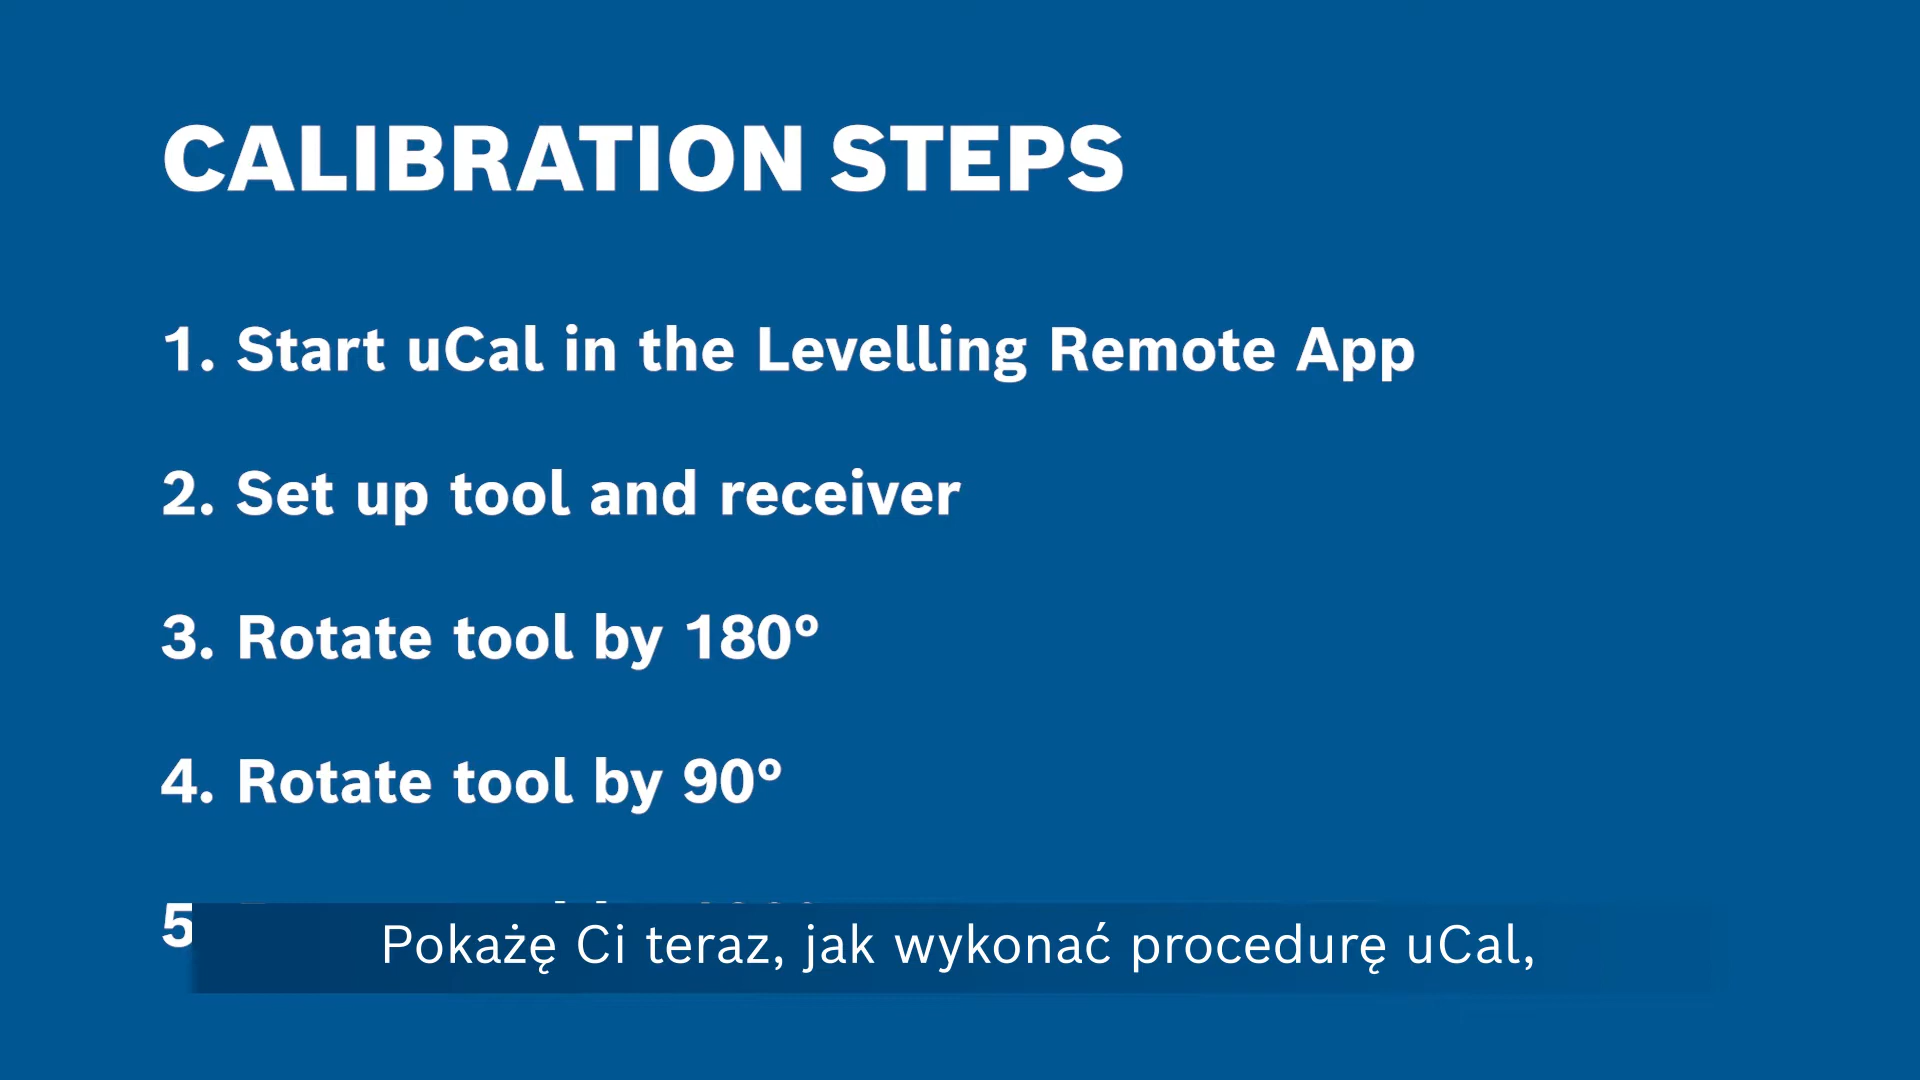 CALIBRATION STEPS
1. Start uCal in the Levelling Remote App
2. Set up tool and receiver
3. Rotate tool by 180°
4. Rotate tool by 90°
5
Pokażę Ci teraz, jak wykonać procedurę uCal,